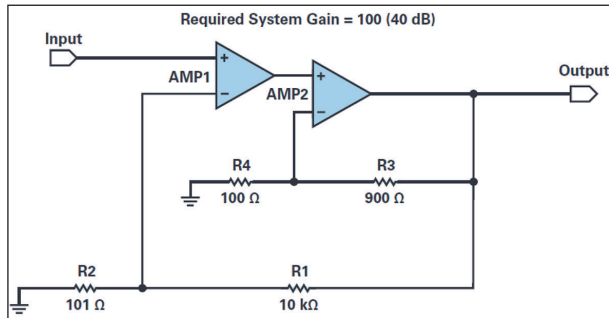 Required System Gain = 100 (40 dB)
Input
+
AMP1
−
+
AMP2
−
Output
R4
100 Ω
R3
900 Ω
R2
101 Ω
R1
10 kΩ